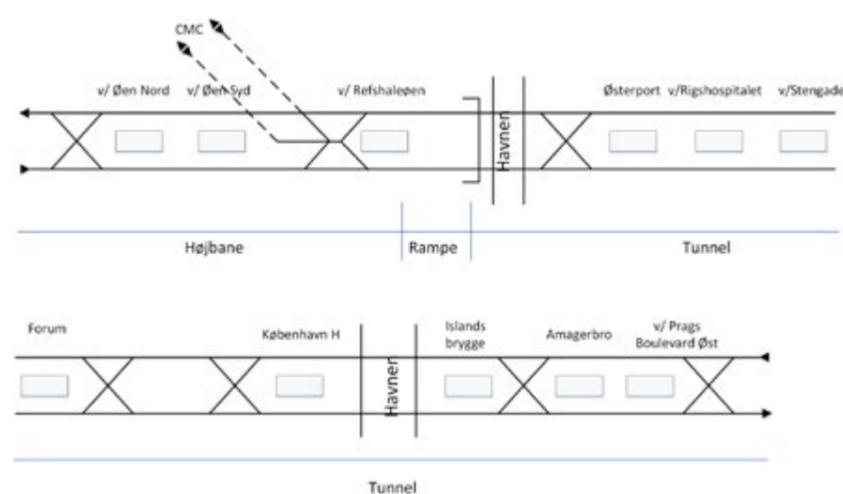 CMC
v/ Øen Nord
v/ Øen Syd
v/ Refshaleøen
Havnen
Østerport
v/Rigshospitalet
v/Stengade
Højbane
Rampe
Tunnel
Forum
København H
Havnen
Islands
brygge
Amagerbro
v/ Prags
Boulevard Øst
Tunnel